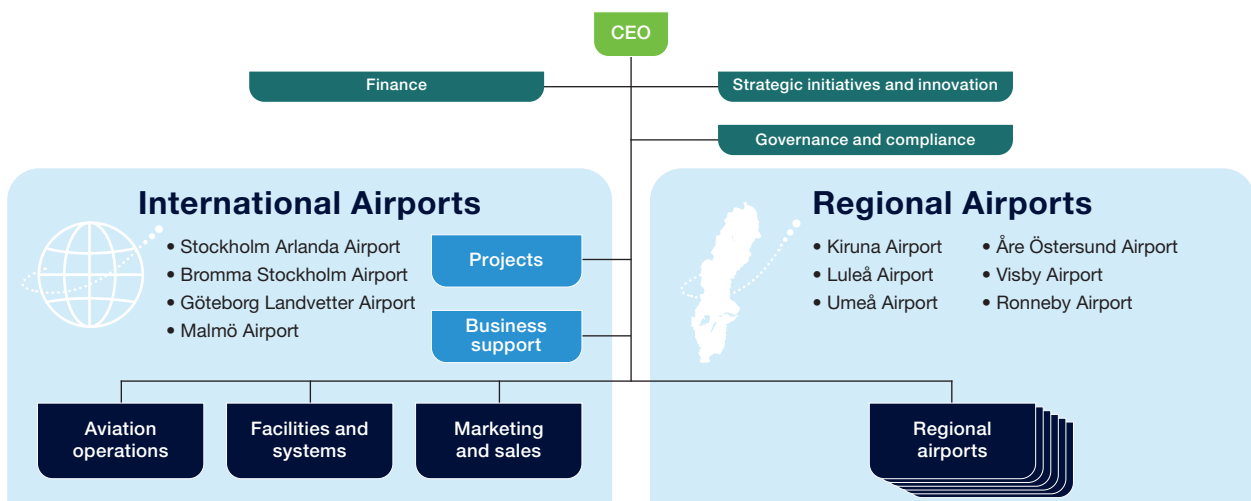 CEO
Finance
Strategic initiatives and innovation
Governance and compliance
International Airports
• Stockholm Arlanda Airport
• Bromma Stockholm Airport
• Göteborg Landvetter Airport
• Malmö Airport
Projects
Business
support
Regional Airports
• Kiruna Airport
• Luleå Airport
• Umeå Airport
• Åre Östersund Airport
• Visby Airport
• Ronneby Airport
Aviation
operations
Facilities and
systems
Marketing
and sales
Regional
airports